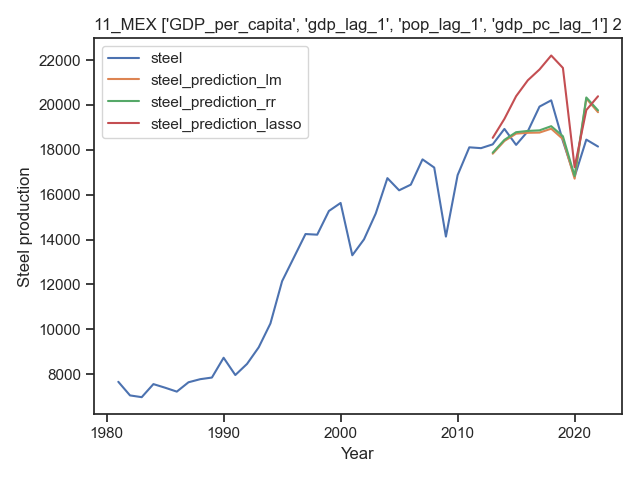 11_MEX ['GDP_per_capita', 'gdp_lag_1', 'pop_lag_1', 'gdp_pc_lag_1'] 2
steel
steel_prediction_lm
steel_prediction_rr
steel_prediction_lasso
22000
20000
18000
16000
14000
12000
10000
8000
Steel production
1980
1990
2000
2010
2020
Year